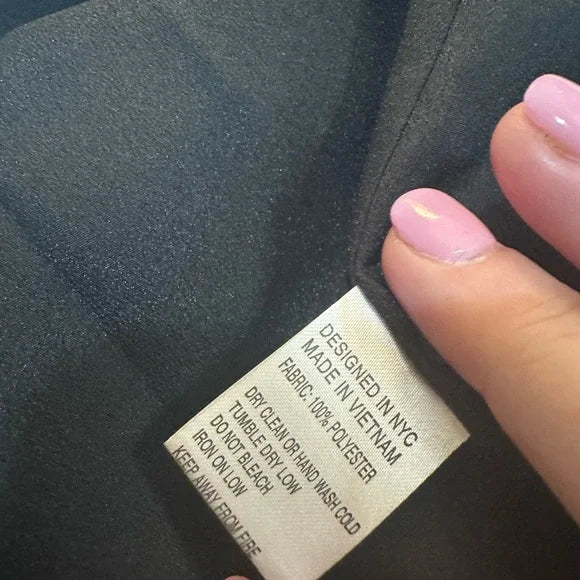 DESIGNED IN NYC
MADE IN VIETNAM
FABRIC: 100% POLYESTER
DRY CLEAN OR HAND WASH COLD
TUMBLE DRY LOW
DO NOT BLEACH
IRON ON LOW
KEEP AWAY FROM FIRE